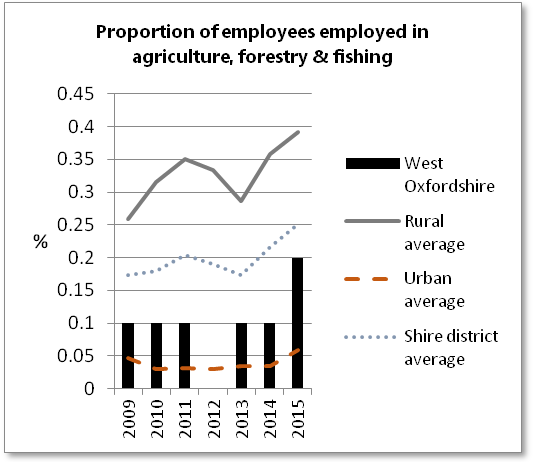 Proportion of employees employed in
agriculture, forestry & fishing
0.45
0.4
0.35
0.3
0.25
0.2
0.15
0.1
0.05
0
%
2009
2010
2011
2012
2013
2014
2015
West
Oxfordshire
Rural
average
Urban
average
Shire district
average